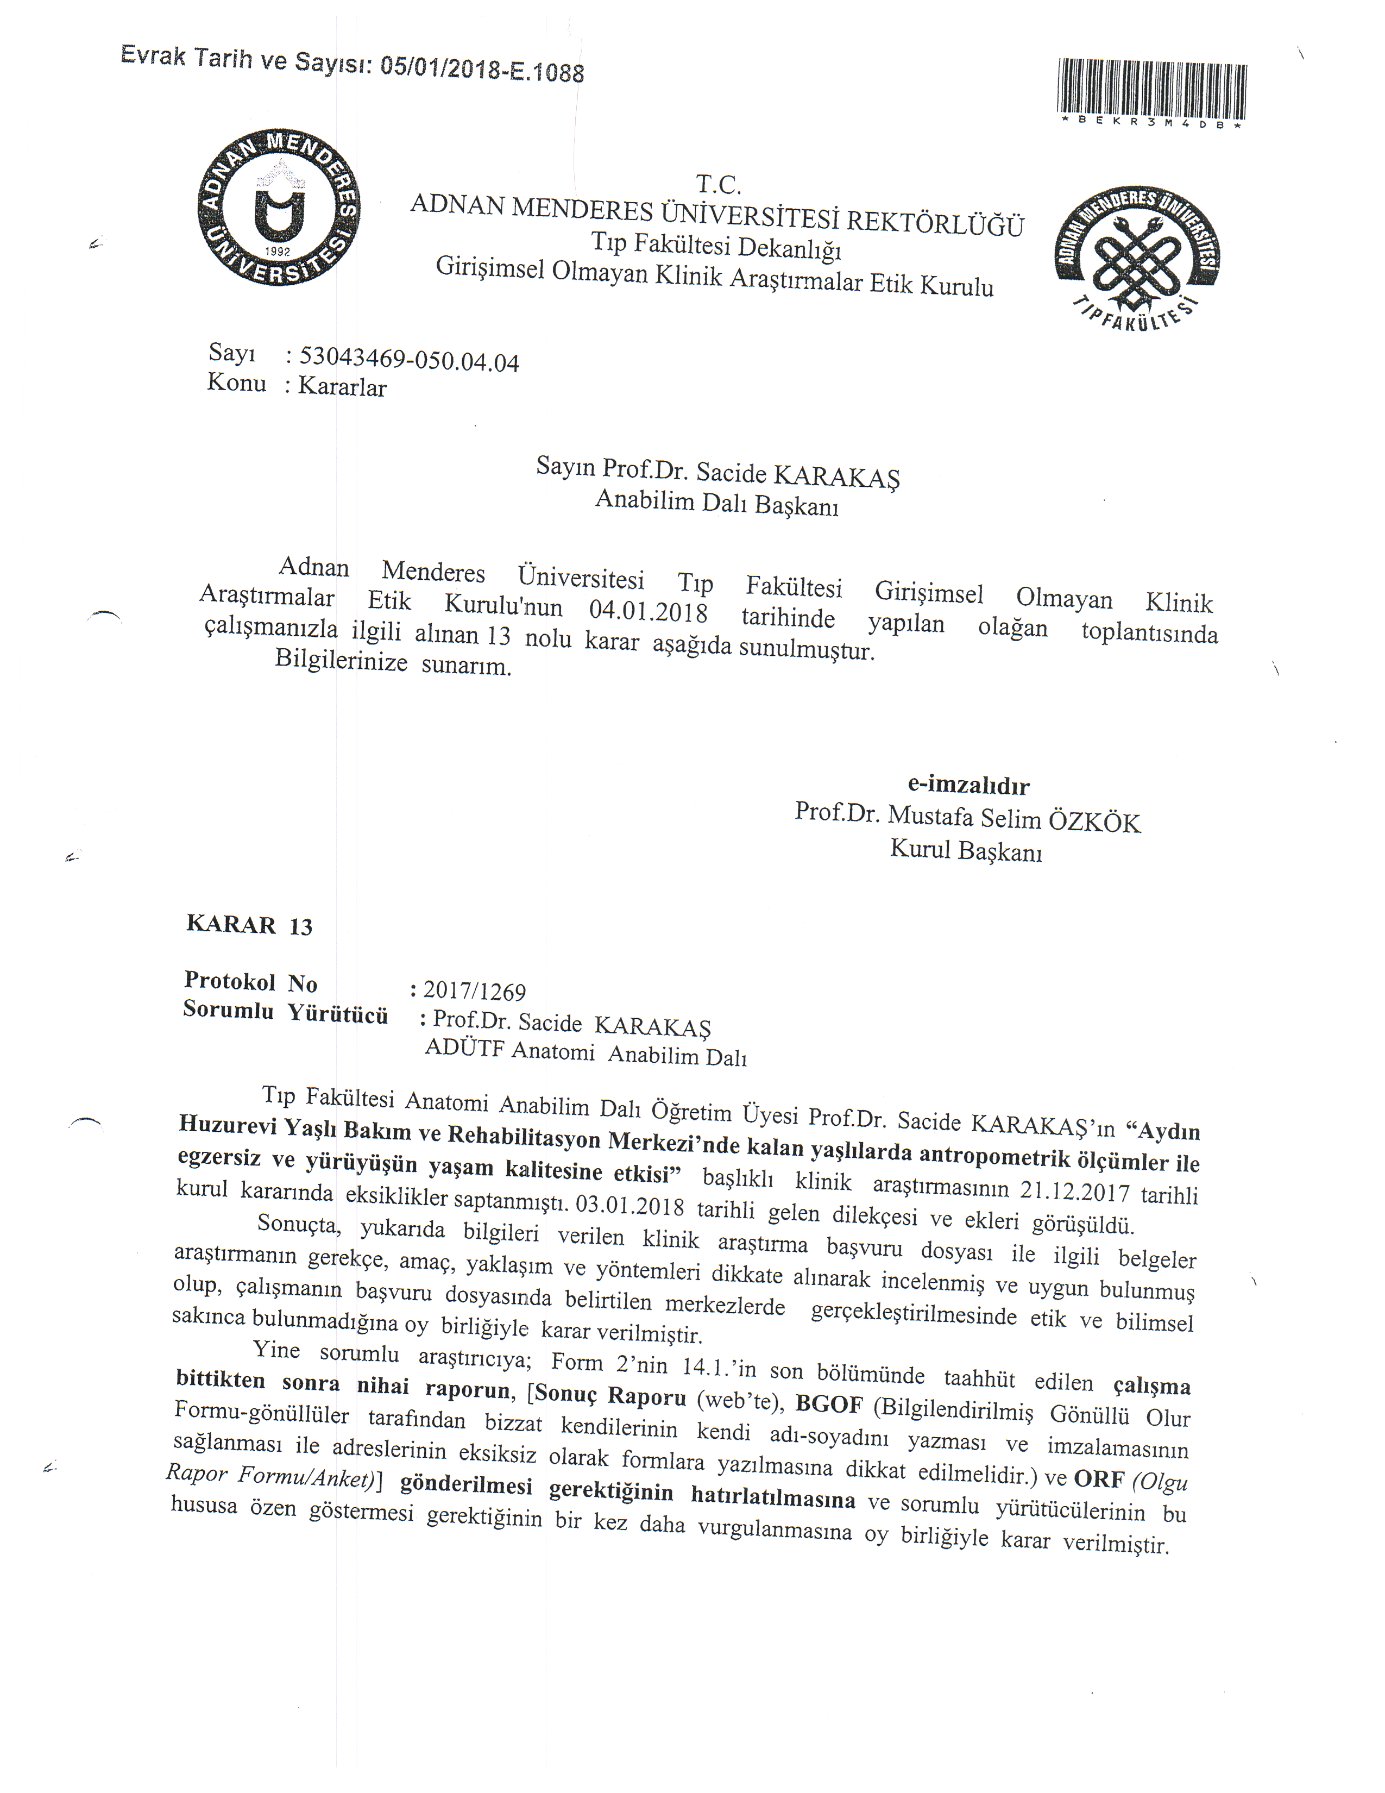 Evrak Tarih ve Sayısı: 05/01/2018-E.1088
*BEKR3M4DB*
ADNAN MENDERES ÜNİVERSİTESİ
1992
ADNAN MENDERES ÜNİVERSİTESİ
TIP FAKÜLTESİ
T.C.
ADNAN MENDERES ÜNİVERSİTESİ REKTÖRLÜĞÜ
Tıp Fakültesi Dekanlığı
Girişimsel Olmayan Klinik Araştırmalar Etik Kurulu
Sayı : 53043469-050.04.04
Konu : Kararlar
Sayın Prof.Dr. Sacide KARAKAŞ
Anabilim Dalı Başkanı
Adnan Menderes Üniversitesi Tıp Fakültesi Girişimsel Olmayan Klinik
Araştırmalar Etik Kurulu'nun 04.01.2018 tarihinde yapılan olağan toplantısında
çalışmanızla ilgili alınan 13 nolu karar aşağıda sunulmuştur.
Bilgilerinize sunarım.
e-imzalıdır
Prof.Dr. Mustafa Selim ÖZKÖK
Kurul Başkanı
KARAR 13
Protokol No : 2017/1269
Sorumlu Yürütücü : Prof.Dr. Sacide KARAKAŞ
ADÜTF Anatomi Anabilim Dalı
Tıp Fakültesi Anatomi Anabilim Dalı Öğretim Üyesi Prof.Dr. Sacide KARAKAŞ’ın “Aydın
Huzurevi Yaşlı Bakım ve Rehabilitasyon Merkezi’nde kalan yaşlılarda antropometrik ölçümler ile
egzersiz ve yürüyüşün yaşam kalitesine etkisi” başlıklı klinik araştırmasının 21.12.2017 tarihli
kurul kararında eksiklikler saptanmıştı. 03.01.2018 tarihli gelen dilekçesi ve ekleri görüşüldü.
Sonuçta, yukarıda bilgileri verilen klinik araştırma başvuru dosyası ile ilgili belgeler
araştırmanın gerekçe, amaç, yaklaşım ve yöntemleri dikkate alınarak incelenmiş ve uygun bulunmuş
olup, çalışmanın başvuru dosyasında belirtilen merkezlerde gerçekleştirilmesinde etik ve bilimsel
sakınca bulunmadığına oy birliğiyle karar verilmiştir.
Yine sorumlu araştırıcıya; Form 2’nin 14.1.’in son bölümünde taahhüt edilen çalışma
bittikten sonra nihai raporun, [Sonuç Raporu (web’te), BGOF (Bilgilendirilmiş Gönüllü Olur
Formu-gönüllüler tarafından bizzat kendilerinin kendi adı-soyadını yazması ve imzalamasının
sağlanması ile adreslerinin eksiksiz olarak formlara yazılmasına dikkat edilmelidir.) ve ORF (Olgu
Rapor Formu/Anket)] gönderilmesi gerektiğinin hatırlatılmasına ve sorumlu yürütücülerinin bu
hususa özen göstermesi gerektiğinin bir kez daha vurgulanmasına oy birliğiyle karar verilmiştir.